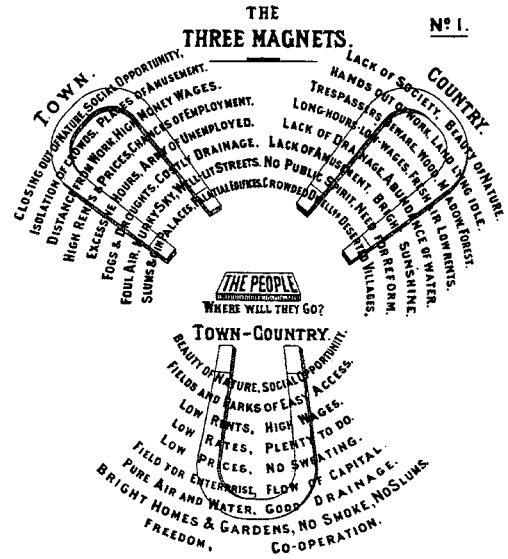 THE
THREE MAGNETS.
Nº 1.
TOWN.
CLOSING OUT OF NATURE. SOCIAL OPPORTUNITY.
ISOLATION OF CROWDS. PLACES OF AMUSEMENT.
DISTANCE FROM WORK. HIGH MONEY WAGES.
HIGH RENTS & PRICES. CHANCES OF EMPLOYMENT.
EXCESSIVE HOURS. ARMY OF UNEMPLOYED.
FOGS & DROUGHTS. COSTLY DRAINAGE.
FOUL AIR. MURKY SKY. WELL-LIT STREETS.
SLUMS & GIN PALACES. PALATIAL EDIFICES.
COUNTRY.
LACK OF SOCIETY. BEAUTY OF NATURE.
HANDS OUT OF WORK. LAND LYING IDLE.
TRESPASSERS BEWARE. WOOD, MEADOW, FOREST.
LONG HOURS-LOW WAGES. FRESH AIR. LOW RENTS.
LACK OF DRAINAGE. ABUNDANCE OF WATER.
LACK OF AMUSEMENT. BRIGHT SUNSHINE.
NO PUBLIC SPIRIT. NEED FOR REFORM.
CROWDED DWELLINGS. DESERTED VILLAGES.
THE PEOPLE
WHERE WILL THEY GO?
TOWN-COUNTRY.
BEAUTY OF NATURE, SOCIAL OPPORTUNITY.
FIELDS AND PARKS OF EASY ACCESS.
LOW RENTS, HIGH WAGES.
LOW RATES, PLENTY TO DO.
LOW PRICES, NO SWEATING.
FIELD FOR ENTERPRISE, FLOW OF CAPITAL.
PURE AIR AND WATER, GOOD DRAINAGE.
BRIGHT HOMES & GARDENS, NO SMOKE, NO SLUMS.
FREEDOM, CO-OPERATION.